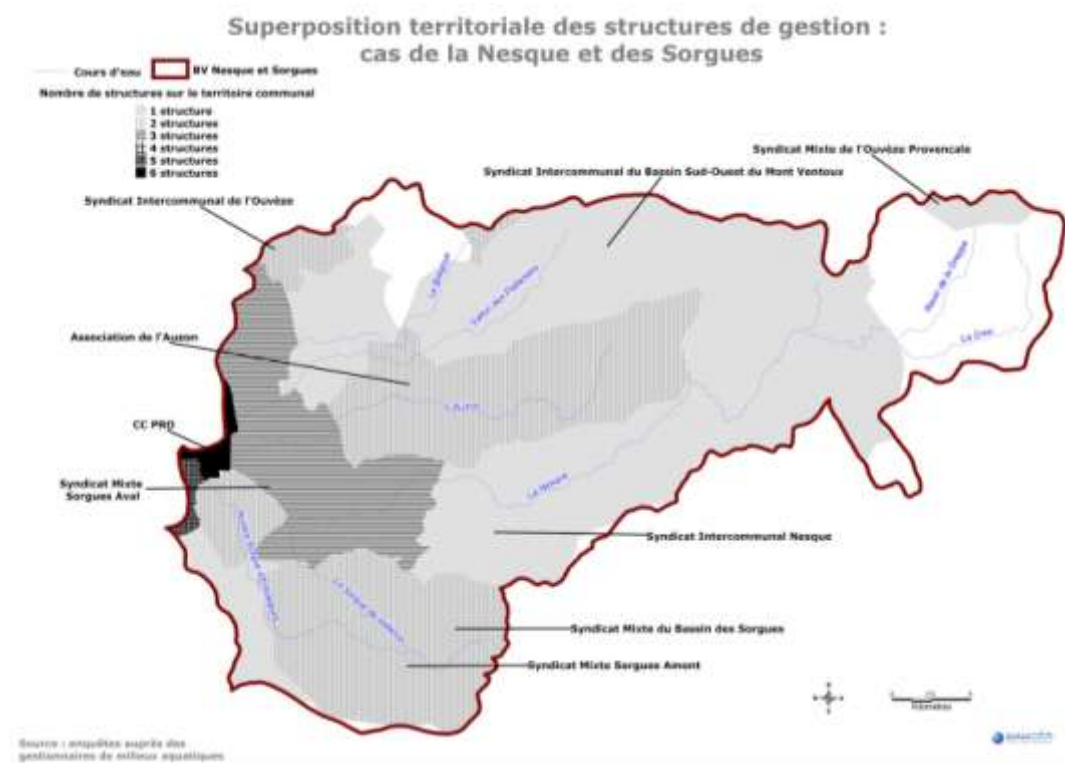 Superposition territoriale des structures de gestion :
cas de la Nesque et des Sorgues
Cours d'eau
BV Nesque et Sorgues
Nombre de structures sur le territoire communal
1 structure
2 structures
3 structures
4 structures
5 structures
6 structures
Syndicat Mixte de l'Ouvèze Provencale
Syndicat Intercommunal du Bassin Sud-Ouest du Mont Ventoux
Syndicat Intercommunal de l'Ouvèze
Association de l'Auzon
CC PRO
Syndicat Mixte
Sorgues Aval
La Nesque
Syndicat Intercommunal Nesque
Syndicat Mixte du Bassin des Sorgues
Syndicat Mixte Sorgues Amont
Kilomètres
Source : enquêtes auprès des
gestionnaires de milieux aquatiques